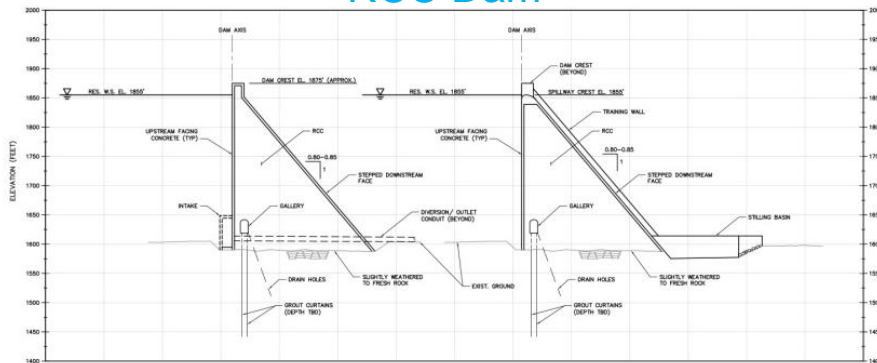 RCC Dam
2000
1950
1900
1850
1800
1750
1700
1650
1600
1550
1500
1450
1400
ELEVATION (FEET)
DAM AXIS
DAM CREST EL. 1875' (APPROX.)
RES. W.S. EL. 1855'
UPSTREAM FACING
CONCRETE (TYP)
RCC
0.80-0.85
1
STEPPED DOWNSTREAM
FACE
INTAKE
GALLERY
DIVERSION/ OUTLET
CONDUIT (BEYOND)
DRAIN HOLES
SLIGHTLY WEATHERED
TO FRESH ROCK
EXIST. GROUND
GROUT CURTAINS
(DEPTH TBD)
DAM AXIS
DAM CREST
(BEYOND)
RES. W.S. EL. 1855'
SPILLWAY CREST EL. 1855'
TRAINING WALL
UPSTREAM FACING
CONCRETE (TYP)
RCC
0.80-0.85
1
STEPPED DOWNSTREAM
FACE
GALLERY
STILLING BASIN
DRAIN HOLES
SLIGHTLY WEATHERED
TO FRESH ROCK
GROUT CURTAINS
(DEPTH TBD)